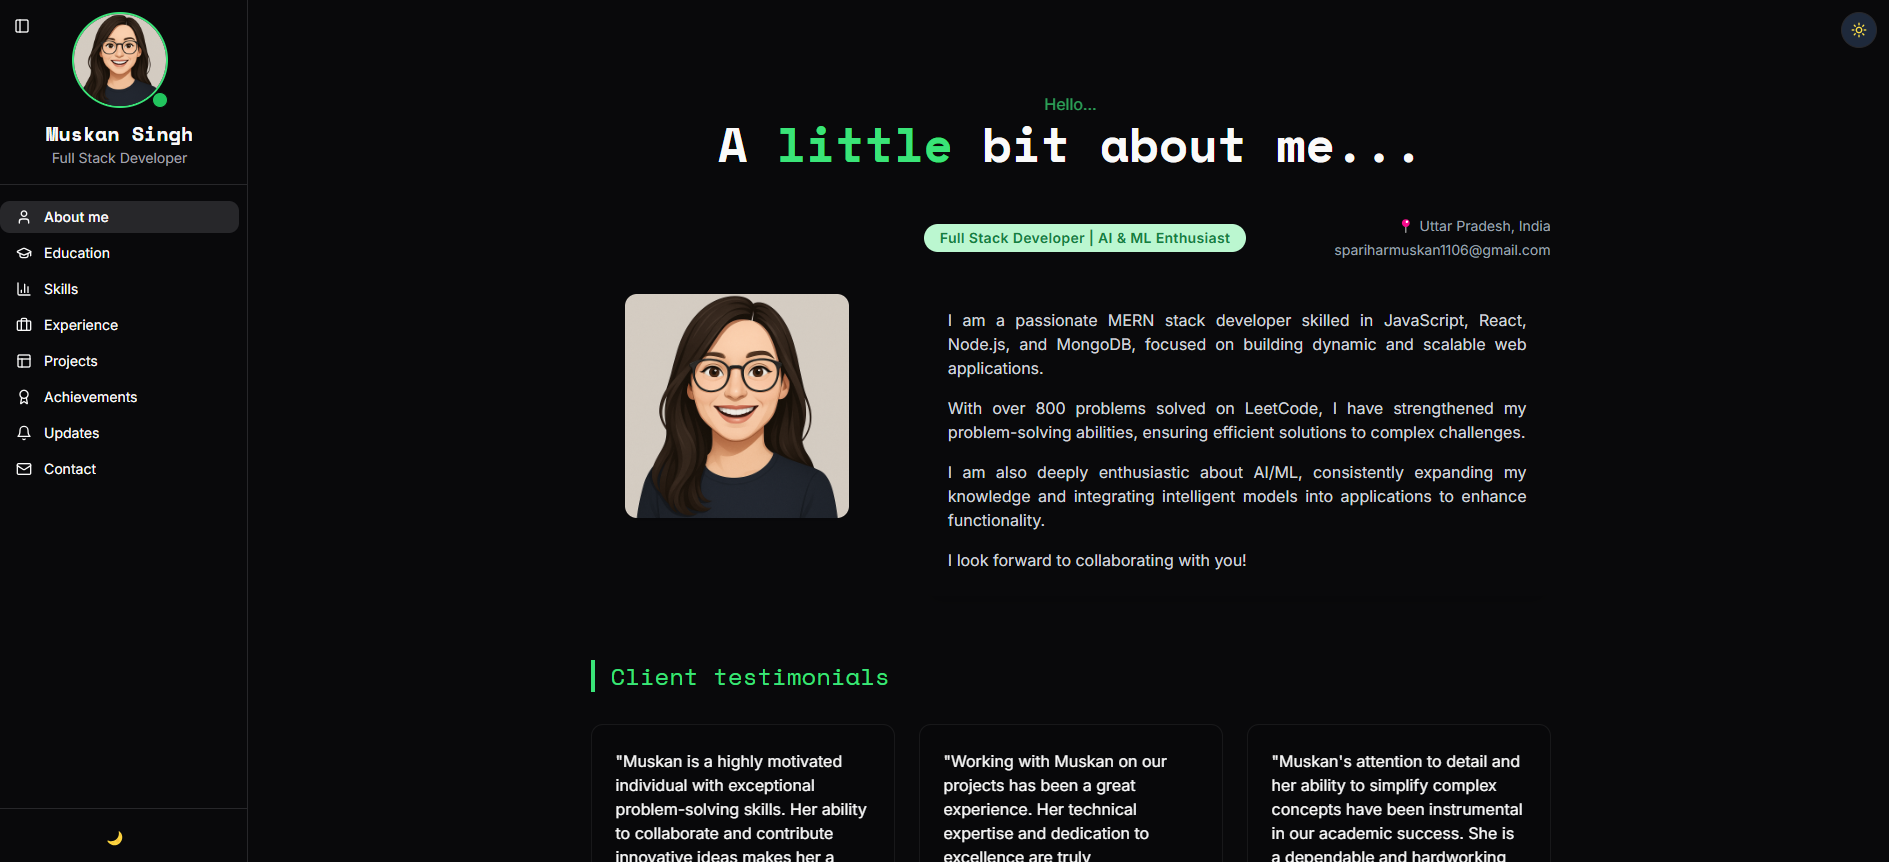 Muskan Singh
Full Stack Developer
About me
Education
Skills
Experience
Projects
Achievements
Updates
Contact
Hello...
A little bit about me...
Full Stack Developer | AI & ML Enthusiast
Uttar Pradesh, India
spariharmuskan1106@gmail.com
I am a passionate MERN stack developer skilled in JavaScript, React,
Node.js, and MongoDB, focused on building dynamic and scalable web
applications.
With over 800 problems solved on LeetCode, I have strengthened my
problem-solving abilities, ensuring efficient solutions to complex challenges.
I am also deeply enthusiastic about AI/ML, consistently expanding my
knowledge and integrating intelligent models into applications to enhance
functionality.
I look forward to collaborating with you!
Client testimonials
"Muskan is a highly motivated
individual with exceptional
problem-solving skills. Her ability
to collaborate and contribute
innovative ideas makes her a
"Working with Muskan on our
projects has been a great
experience. Her technical
expertise and dedication to
excellence are truly
"Muskan's attention to detail and
her ability to simplify complex
concepts have been instrumental
in our academic success. She is
a dependable and hardworking